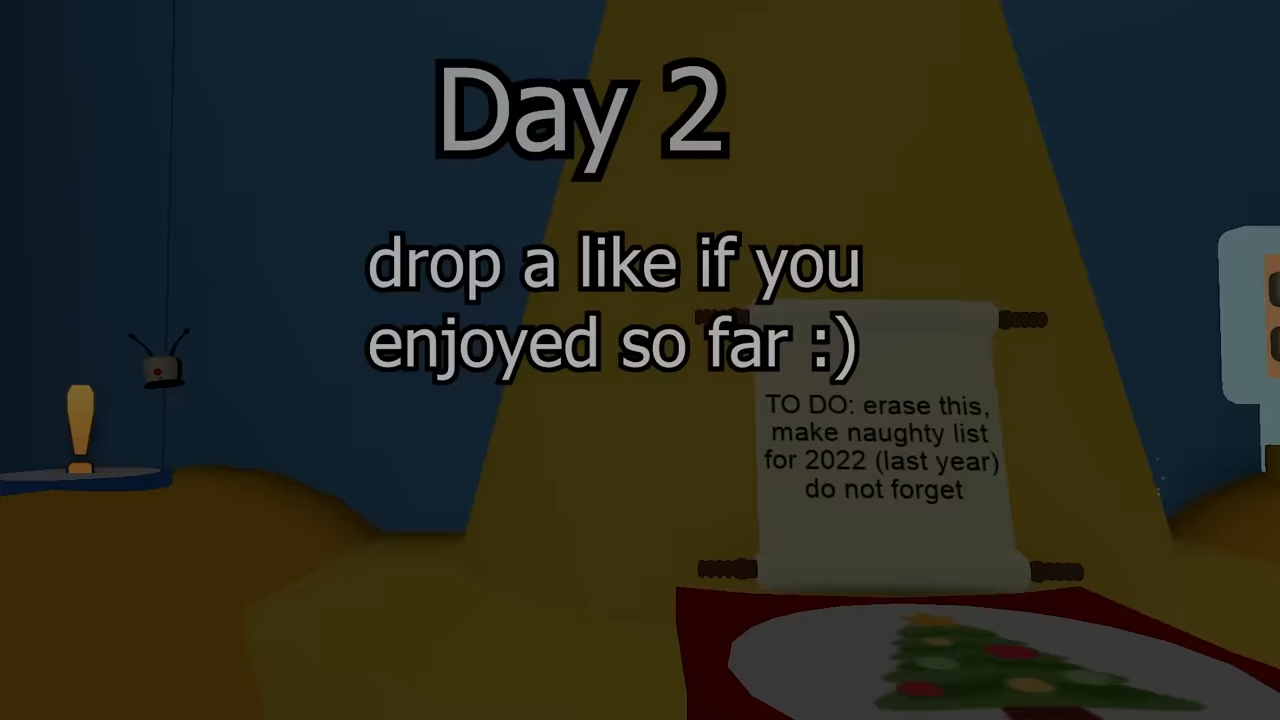 Day 2
drop a like if you
enjoyed so far :)
TO DO: erase this,
make naughty list
for 2022 (last year)
do not forget